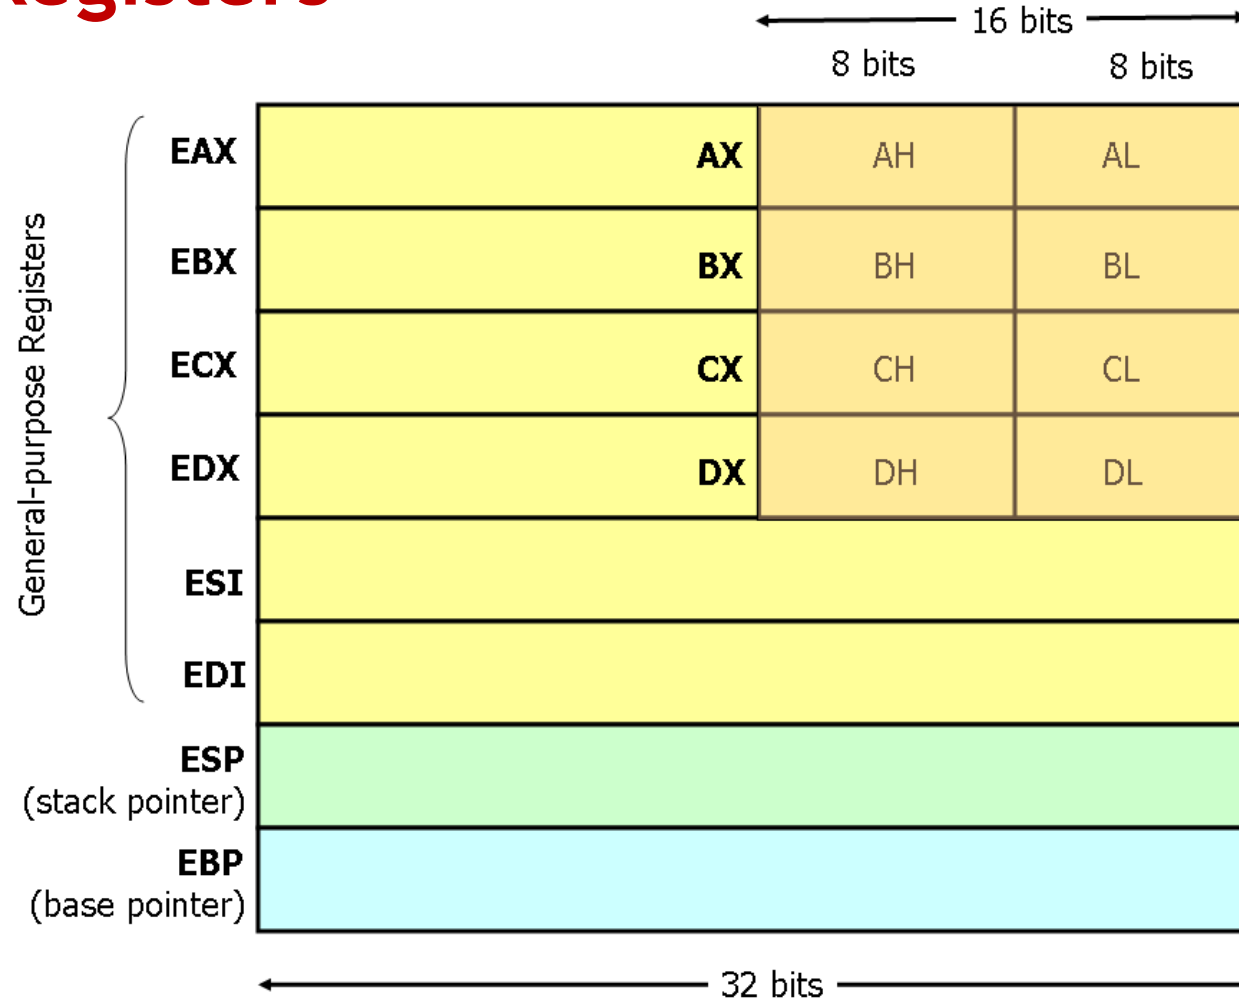 Registers
16 bits
8 bits 8 bits
General-purpose Registers
EAX AX AH AL
EBX BX BH BL
ECX CX CH CL
EDX DX DH DL
ESI
EDI
ESP
(stack pointer)
EBP
(base pointer)
32 bits